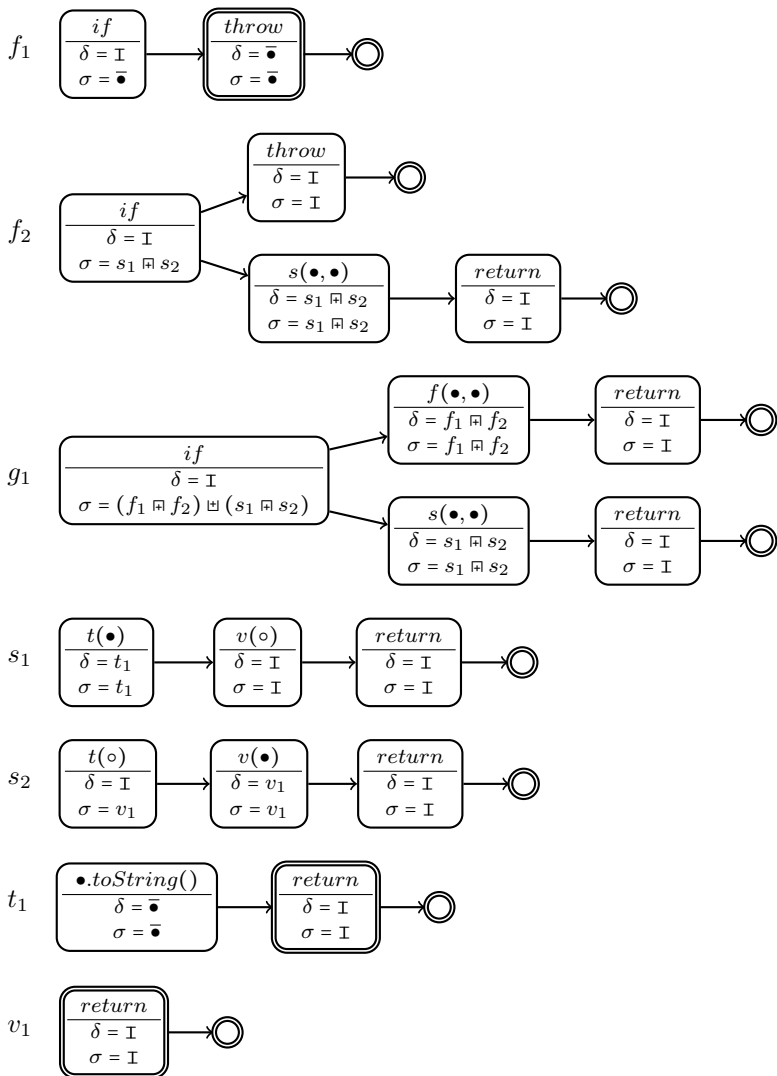 f₁
if
δ = I
σ = •̅
throw
δ = •̅
σ = •̅
f₂
if
δ = I
σ = s₁ ⊞ s₂
throw
δ = I
σ = I
s(•, •)
δ = s₁ ⊞ s₂
σ = s₁ ⊞ s₂
return
δ = I
σ = I
g₁
if
δ = I
σ = (f₁ ⊞ f₂) ⊎ (s₁ ⊞ s₂)
f(•, •)
δ = f₁ ⊞ f₂
σ = f₁ ⊞ f₂
return
δ = I
σ = I
s(•, •)
δ = s₁ ⊞ s₂
σ = s₁ ⊞ s₂
return
δ = I
σ = I
s₁
t(•)
δ = t₁
σ = t₁
v(∘)
δ = I
σ = I
return
δ = I
σ = I
s₂
t(∘)
δ = I
σ = v₁
v(•)
δ = v₁
σ = v₁
return
δ = I
σ = I
t₁
•.toString()
δ = •̅
σ = •̅
return
δ = I
σ = I
v₁
return
δ = I
σ = I